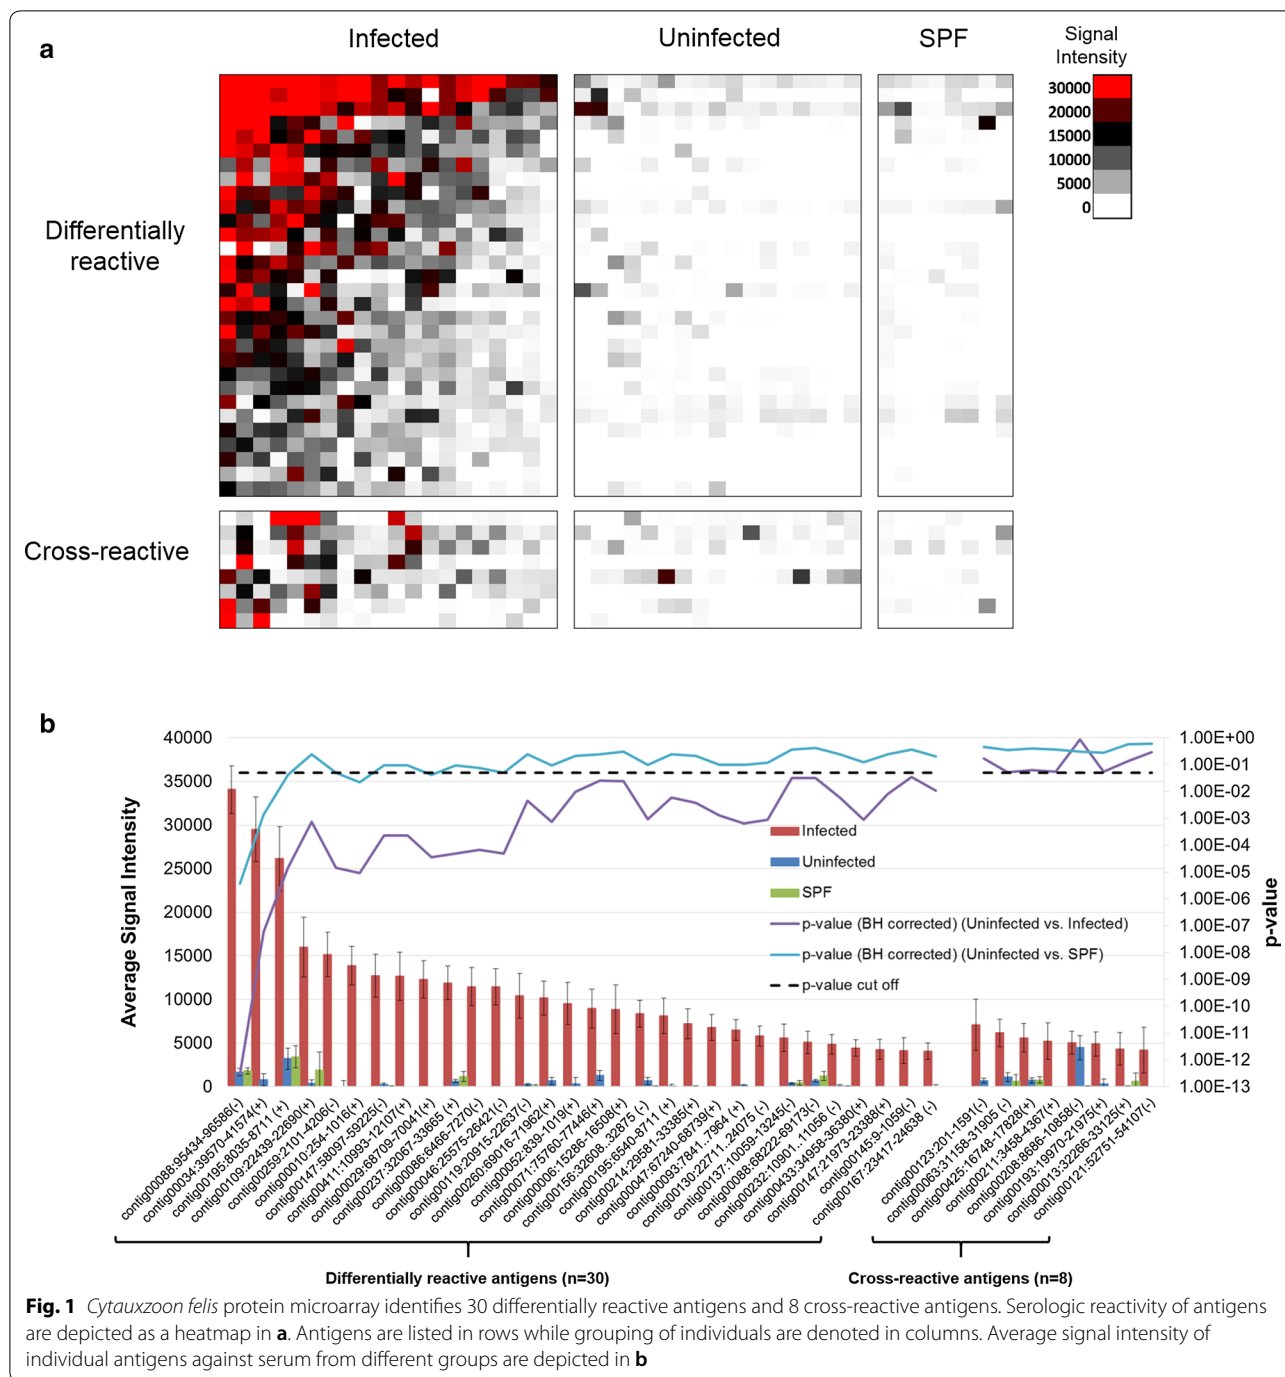 a
Infected
Uninfected
SPF
Signal
Intensity
30000
20000
15000
10000
5000
0
Differentially
reactive
Cross-reactive
b
Average Signal Intensity
40000
35000
30000
25000
20000
15000
10000
5000
0
1.00E+00
1.00E-01
1.00E-02
1.00E-03
1.00E-04
1.00E-05
1.00E-06
1.00E-07
1.00E-08
1.00E-09
1.00E-10
1.00E-11
1.00E-12
1.00E-13
p-value
Infected
Uninfected
SPF
p-value (BH corrected) (Uninfected vs. Infected)
p-value (BH corrected) (Uninfected vs. SPF)
p-value cut off
contig00088:95434-96586(-)
contig00034:39570-41574(+)
contig00195:8035-8711 (+)
contig00109:22439-22690(+)
contig00259:2101-4206(-)
contig00010:254-1016(+)
contig00147:58097-59225(-)
contig00411:10993-12107(+)
contig00029:68709-70041(+)
contig00237:32067-33665 (+)
contig00086:6466-7270(-)
contig00046:25575-26421(-)
contig00119:20915-22637(-)
contig00260:69016-71962(+)
contig00052:839-1019(+)
contig00071:75760-77446(+)
contig00006:15286-16508(+)
contig00156:32608..32875 (-)
contig00195:6540-8711 (+)
contig00214:2981-33385(+)
contig00047:67240-68739(+)
contig00093:7841..7964 (+)
contig00130:22711..24075 (-)
contig00137:10059-13245(-)
contig00088:68222-69173(-)
contig00232:10901..11056 (-)
contig00433:34958-36380(+)
contig00147:21973-23388(+)
contig00145:9-1059(-)
contig00167:23417-24638 (-)
contig00123:201-1591(-)
contig00063:31158-31905 (-)
contig00425:16748-17828(+)
contig00211:3458-4367(+)
contig00208:8686-10858(-)
contig00193:19970-21975(+)
contig00013:32266-33125(+)
contig00121:52751-54107(-)
Differentially reactive antigens (n=30)
Cross-reactive antigens (n=8)
Fig. 1 Cytauxzoon felis protein microarray identifies 30 differentially reactive antigens and 8 cross-reactive antigens. Serologic reactivity of antigens
are depicted as a heatmap in a. Antigens are listed in rows while grouping of individuals are denoted in columns. Average signal intensity of
individual antigens against serum from different groups are depicted in b